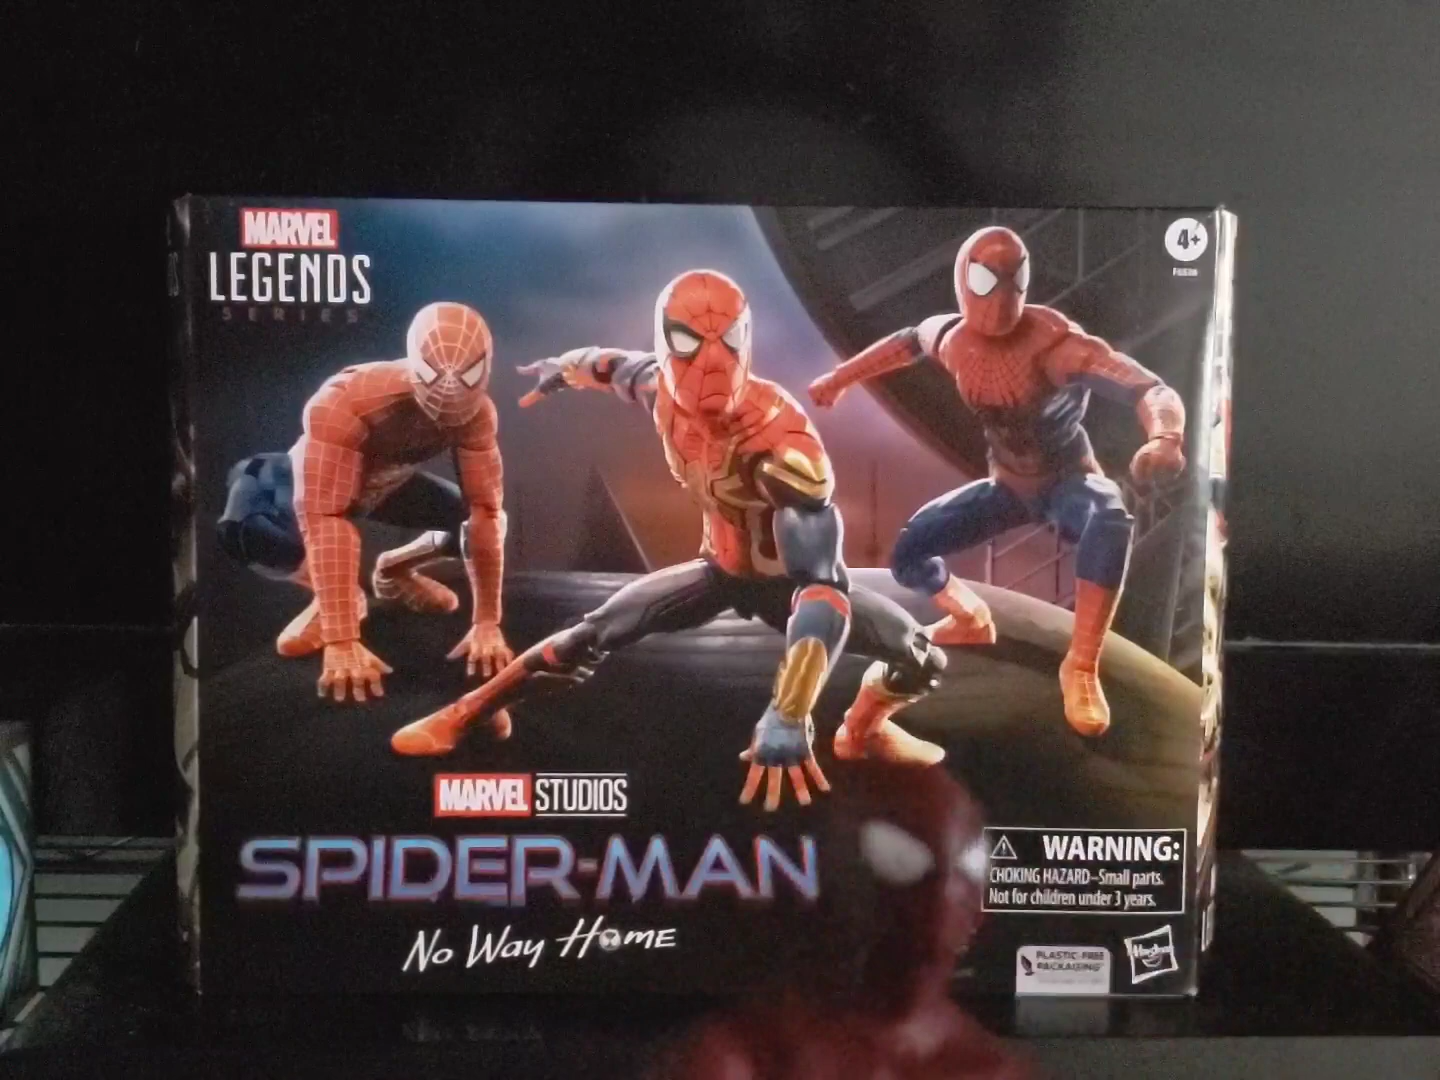 MARVEL
LEGENDS
SERIES
4+
MARVEL STUDIOS
SPIDER-MAN
No Way Home
WARNING:
CHOKING HAZARD–Small parts.
Not for children under 3 years.
PLASTIC-FREE
PACKAGING
Hasbro